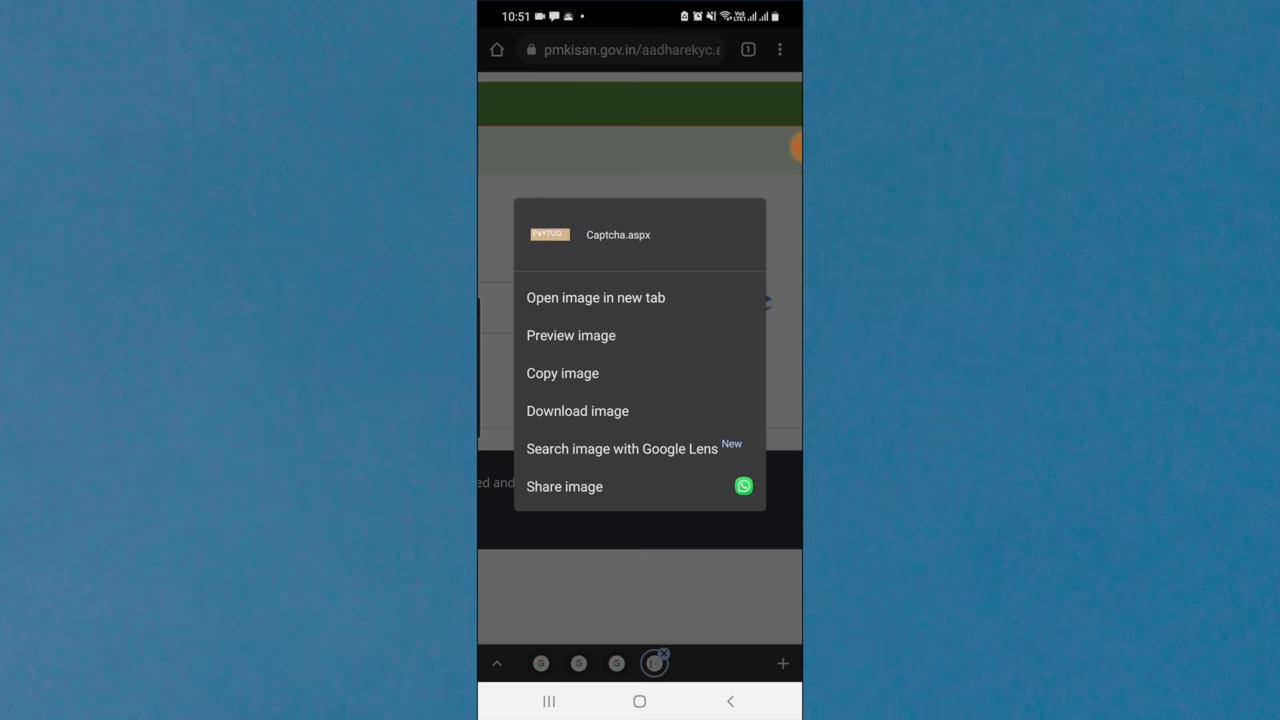 10:51
pmkisan.gov.in/aadharekyc.a
1
Captcha.aspx
Open image in new tab
Preview image
Copy image
Download image
Search image with Google Lens New
ed and
Share image